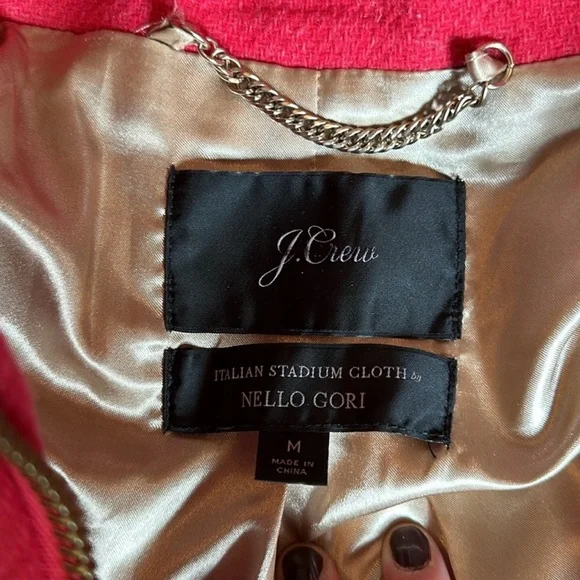 J.Crew
ITALIAN STADIUM CLOTH by
NELLO GORI
M
MADE IN
CHINA